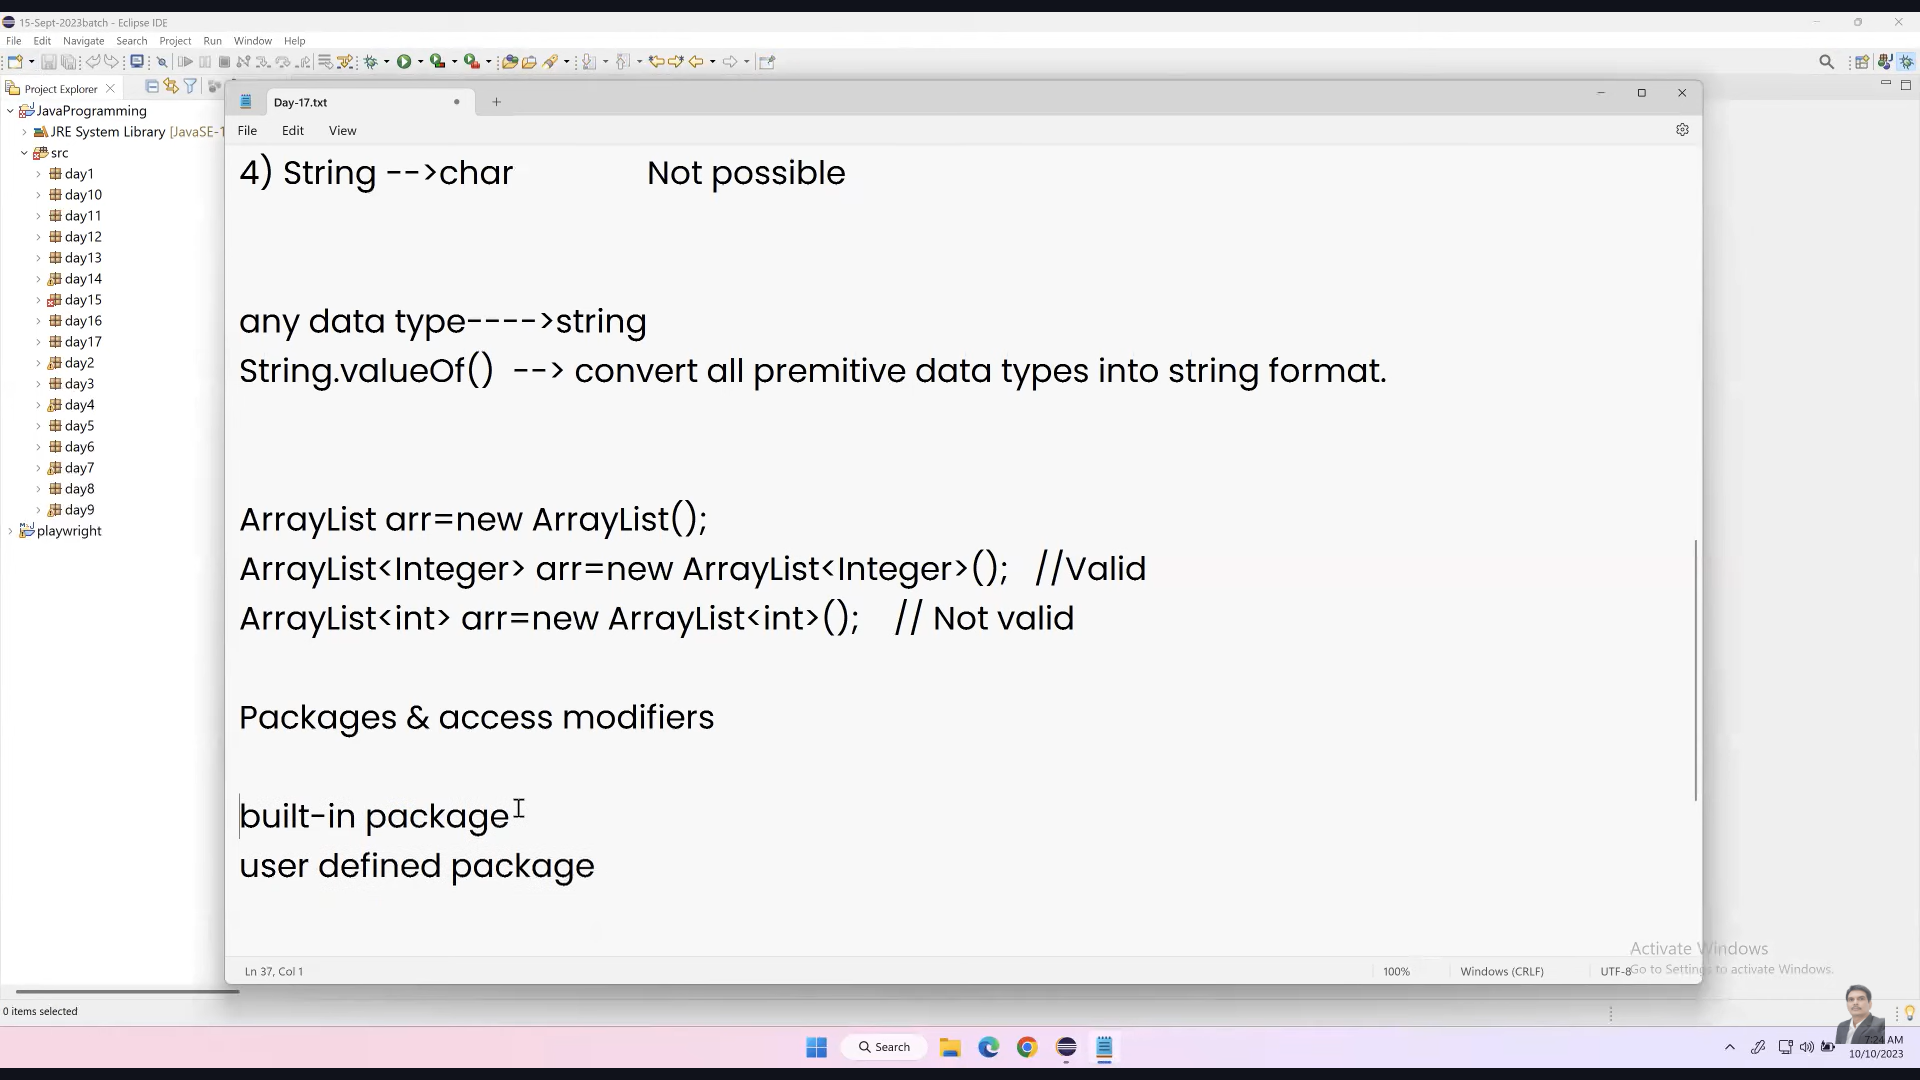 15-Sept-2023batch - Eclipse IDE
File Edit Navigate Search Project Run Window Help
Project Explorer
JavaProgramming
JRE System Library [JavaSE-1
src
day1
day10
day11
day12
day13
day14
day15
day16
day17
day2
day3
day4
day5
day6
day7
day8
day9
playwright
Day-17.txt
File Edit View
4) String -->char Not possible
any data type---->string
String.valueOf() --> convert all premitive data types into string format.
ArrayList arr=new ArrayList();
ArrayList<Integer> arr=new ArrayList<Integer>(); //Valid
ArrayList<int> arr=new ArrayList<int>(); // Not valid
Packages & access modifiers
built-in package
user defined package
Ln 37, Col 1 100% Windows (CRLF) UTF-8
Activate Windows
Go to Settings to activate Windows.
0 items selected
Search
7:24 AM
10/10/2023